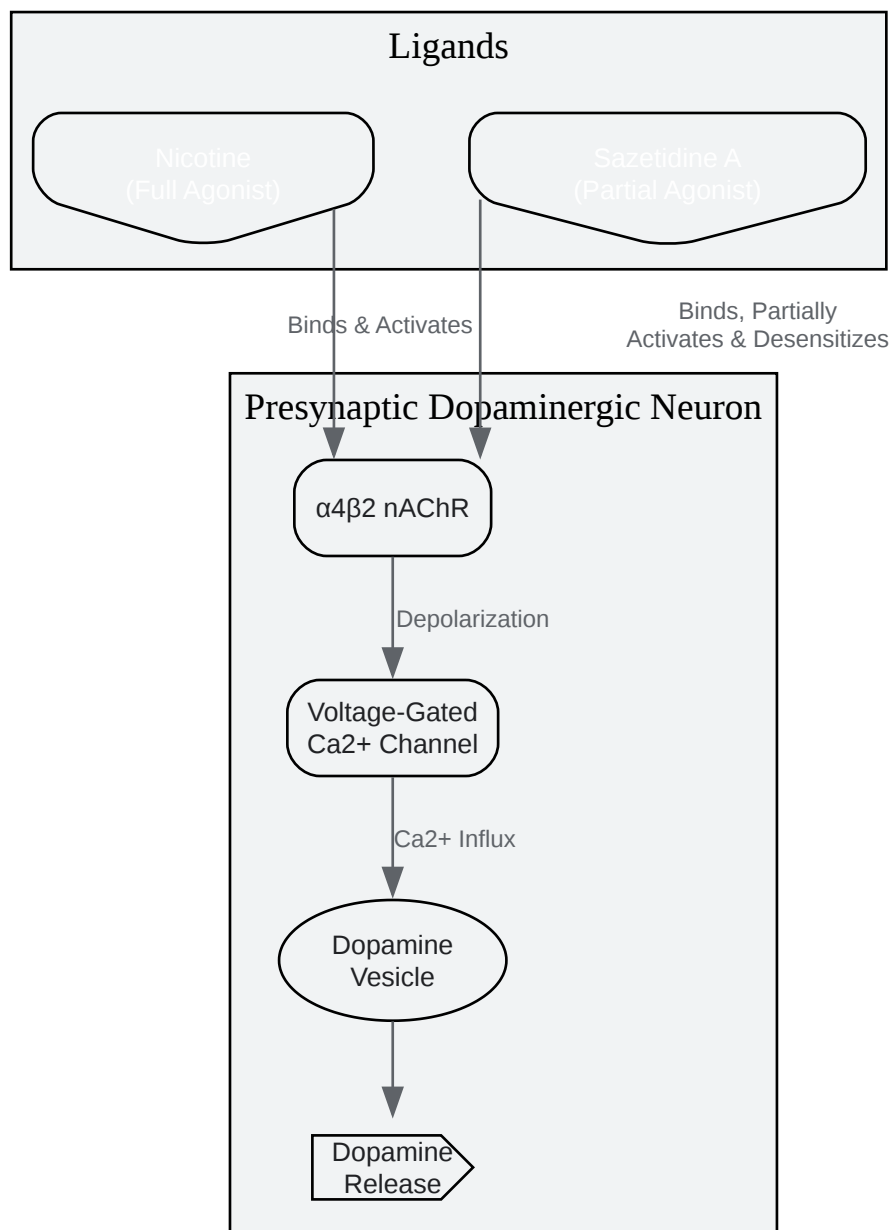 Ligands
Nicotine
(Full Agonist)
Sazetidine A
(Partial Agonist)
Binds & Activates
Binds, Partially
Activates & Desensitizes
Presynaptic Dopaminergic Neuron
α4β2 nAChR
Depolarization
Voltage-Gated
Ca2+ Channel
Ca2+ Influx
Dopamine
Vesicle
Dopamine
Release